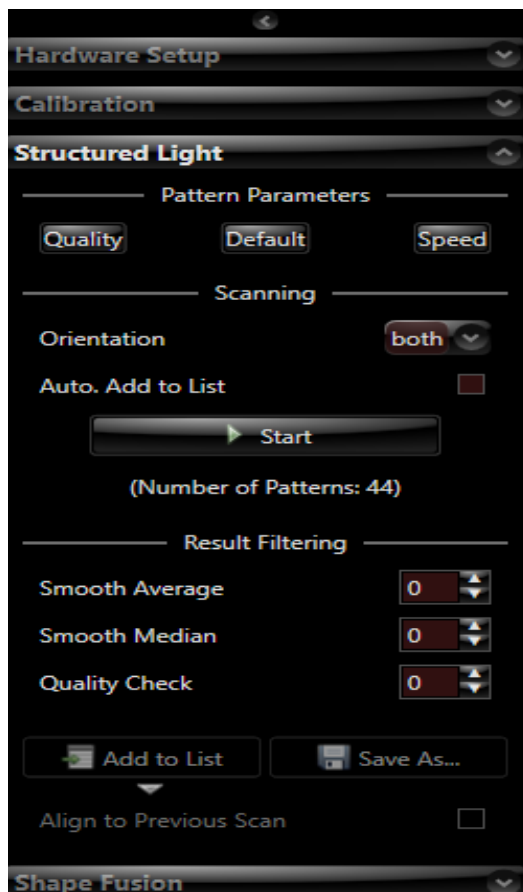 Hardware Setup
Calibration
Structured Light
Pattern Parameters
Quality Default Speed
Scanning
Orientation both
Auto. Add to List
Start
(Number of Patterns: 44)
Result Filtering
Smooth Average 0
Smooth Median 0
Quality Check 0
Add to List Save As...
Align to Previous Scan
Shape Fusion